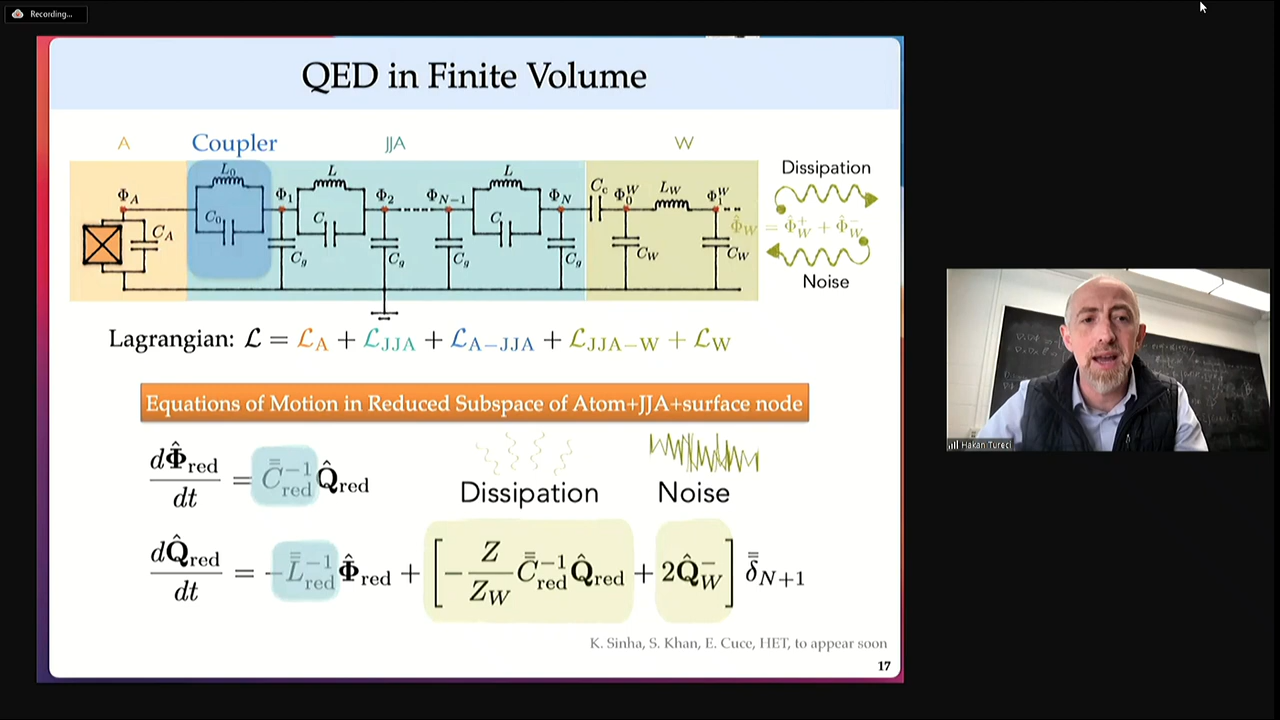 Recording...
QED in Finite Volume
A Coupler JJA W
L₀ L L C_c L_W
Φ_A Φ₁ Φ₂ Φ_{N−1} Φ_N Φ₀^W Φ₁^W
C_A C₀ C C
C_g C_g C_g C_g C_W C_W
Dissipation
Φ̂_W = Φ̂_W^+ + Φ̂_W^-
Noise
Lagrangian: ℒ = ℒ_A + ℒ_JJA + ℒ_{A−JJA} + ℒ_{JJA−W} + ℒ_W
Equations of Motion in Reduced Subspace of Atom+JJA+surface node
dΦ̂_red/dt = C̿_red^{-1} Q̂_red
Dissipation Noise
dQ̂_red/dt = −L̿_red^{-1} Φ̂_red + [−Z/Z_W C̿_red^{-1} Q̂_red + 2Q̂_W^-] δ̿_{N+1}
K. Sinha, S. Khan, E. Cuce, HET, to appear soon
17
Hakan Tureci